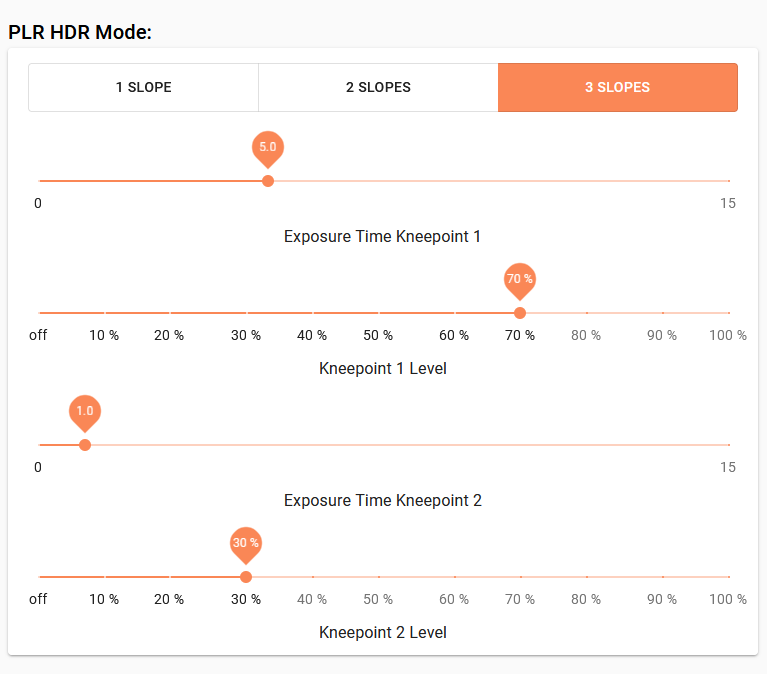 PLR HDR Mode:
1 SLOPE 2 SLOPES 3 SLOPES
5.0
0 15
Exposure Time Kneepoint 1
70 %
off 10 % 20 % 30 % 40 % 50 % 60 % 70 % 80 % 90 % 100 %
Kneepoint 1 Level
1.0
0 15
Exposure Time Kneepoint 2
30 %
off 10 % 20 % 30 % 40 % 50 % 60 % 70 % 80 % 90 % 100 %
Kneepoint 2 Level